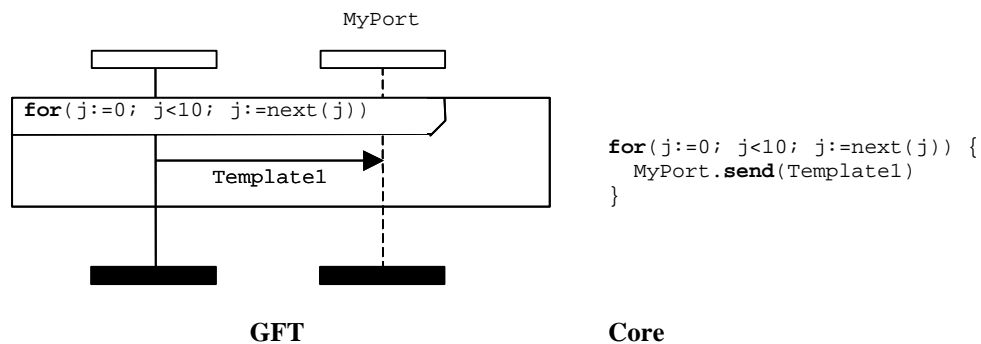 MyPort
for(j:=0; j<10; j:=next(j))
Template1
for(j:=0; j<10; j:=next(j)) {
MyPort.send(Template1)
}
GFT
Core